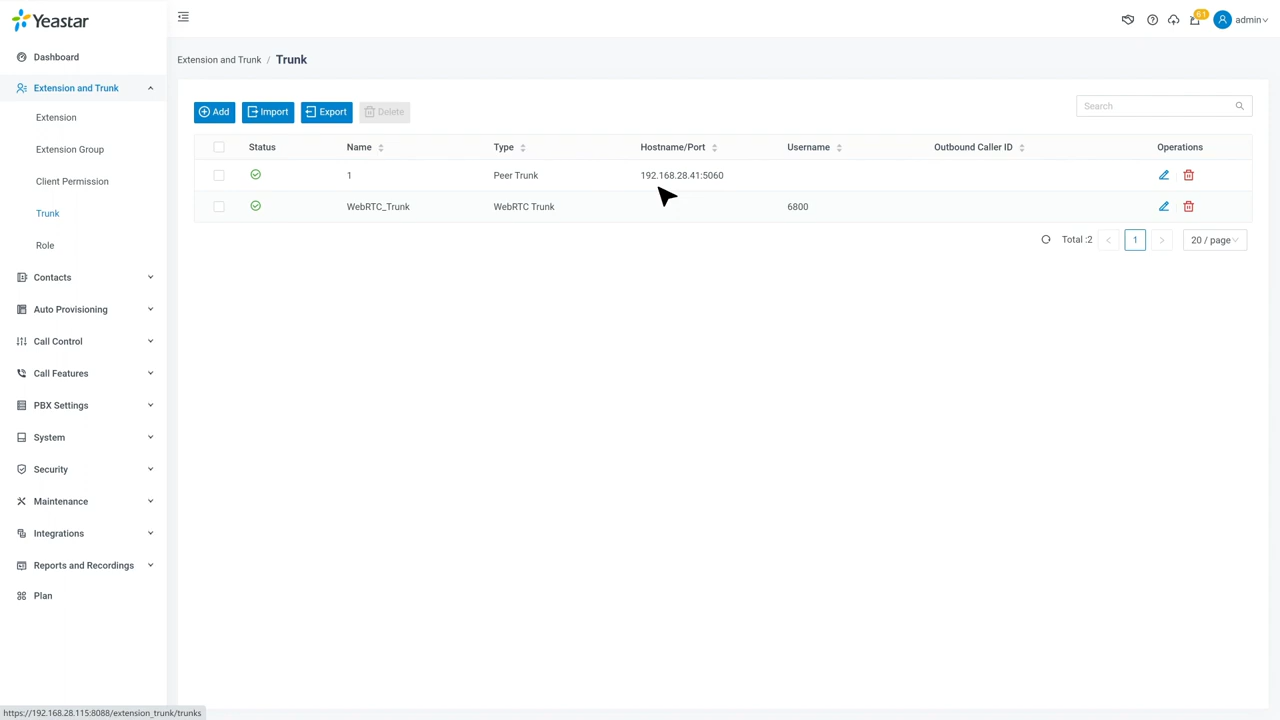 Yeastar
61
admin
Dashboard
Extension and Trunk
Extension
Extension Group
Client Permission
Trunk
Role
Contacts
Auto Provisioning
Call Control
Call Features
PBX Settings
System
Security
Maintenance
Integrations
Reports and Recordings
Plan
Extension and Trunk / Trunk
Add Import Export Delete
Search
Status Name Type Hostname/Port Username Outbound Caller ID Operations
1 Peer Trunk 192.168.28.41:5060
WebRTC_Trunk WebRTC Trunk 6800
Total :2 < 1 > 20 / page
https://192.168.28.115:8088/extension_trunk/trunks